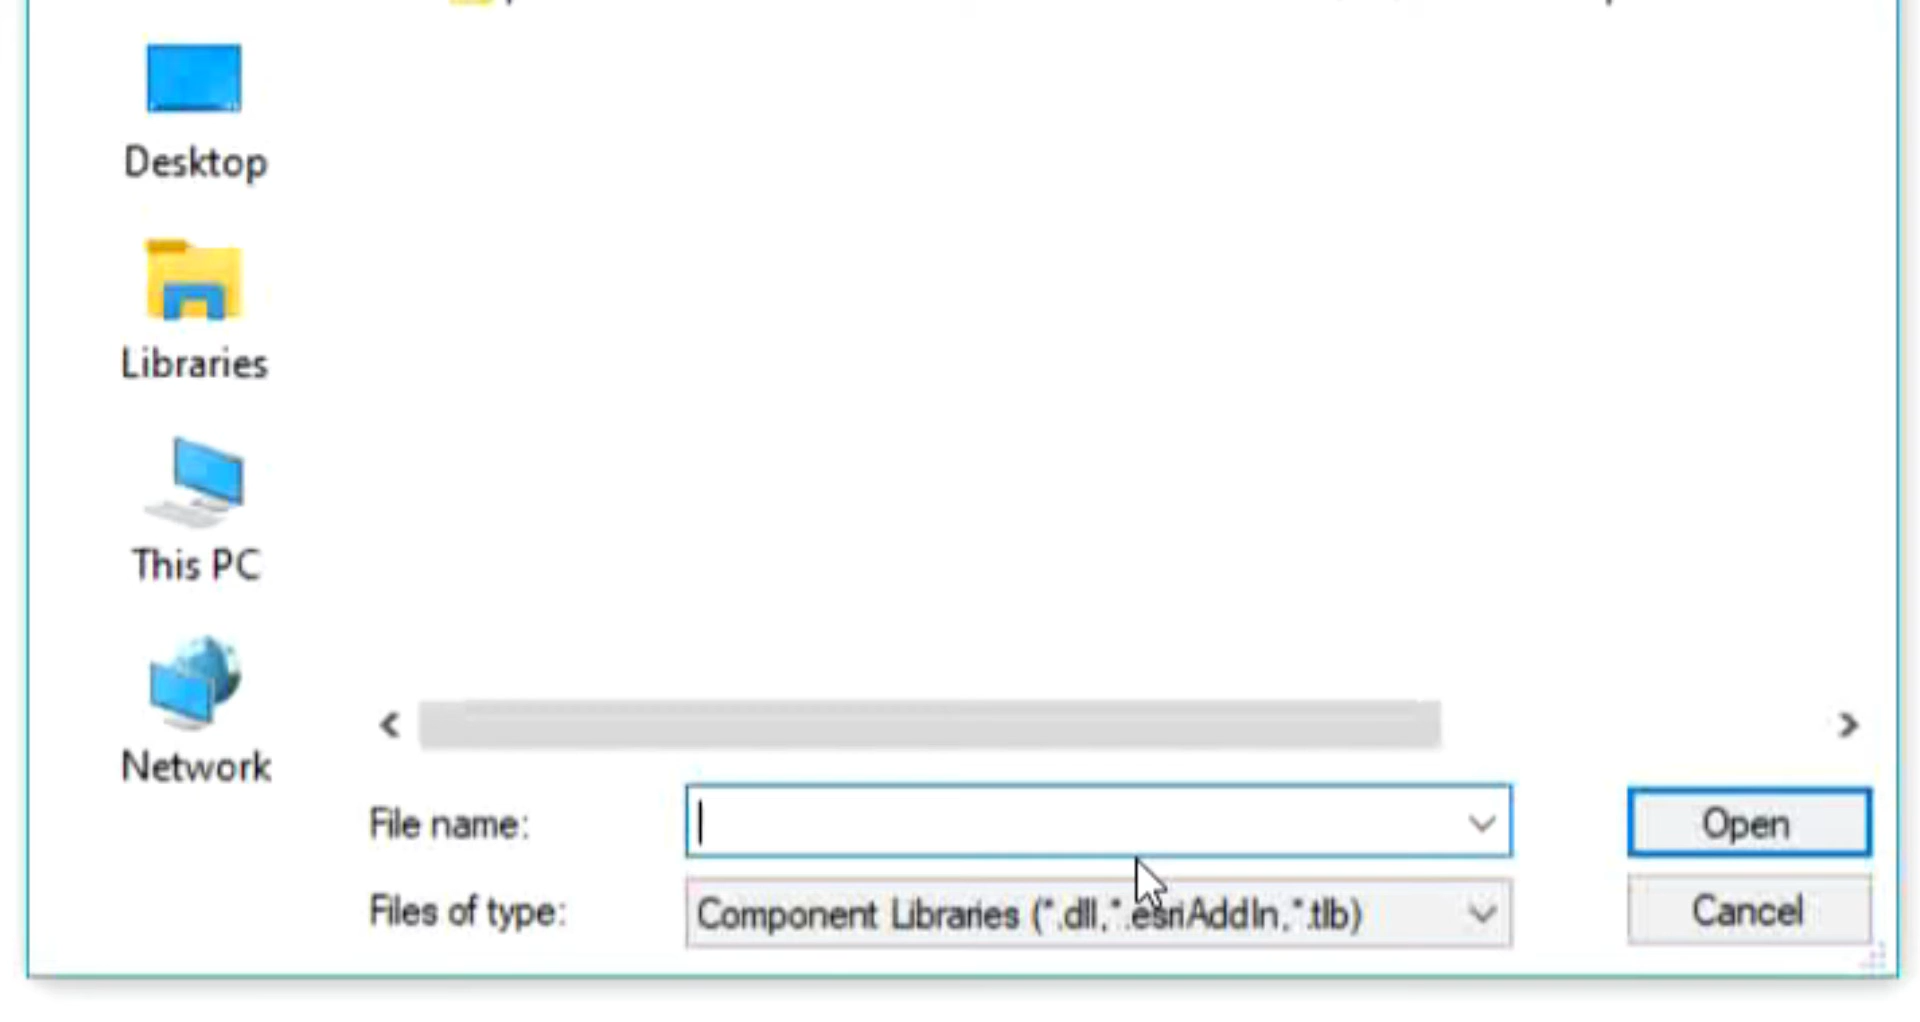 Desktop
Libraries
This PC
Network
File name:
Open
Files of type:
Component Libraries (*.dll,*.esriAddIn,*.tlb)
Cancel